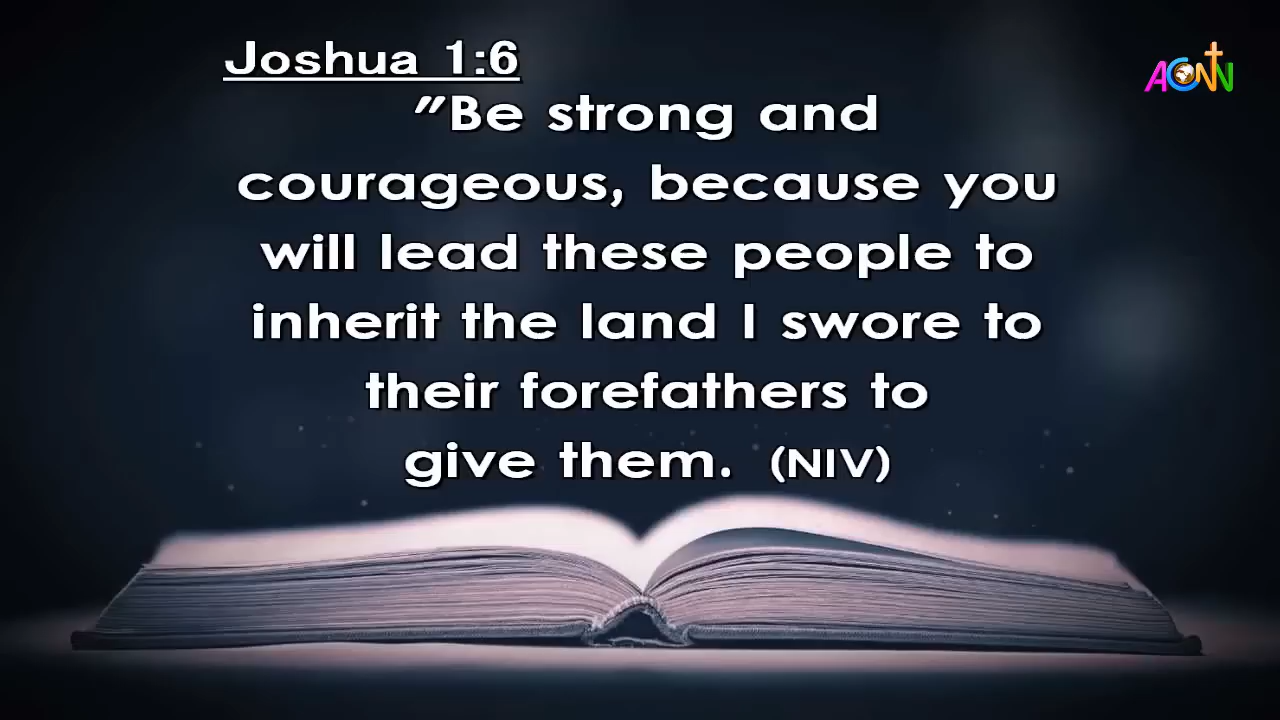 Joshua 1:6
ACNN
"Be strong and
courageous, because you
will lead these people to
inherit the land I swore to
their forefathers to
give them. (NIV)